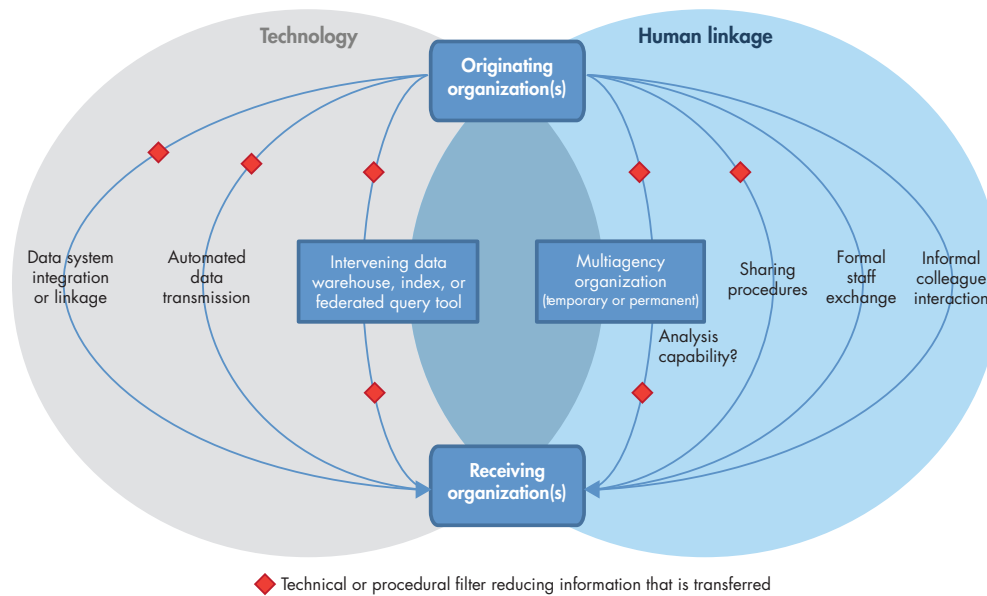 Technology
Human linkage
Originating
organization(s)
Data system
integration
or linkage
Automated
data
transmission
Intervening data
warehouse, index, or
federated query tool
Multiagency
organization
(temporary or permanent)
Sharing
procedures
Formal
staff
exchange
Informal
colleague
interaction
Analysis
capability?
Receiving
organization(s)
Technical or procedural filter reducing information that is transferred